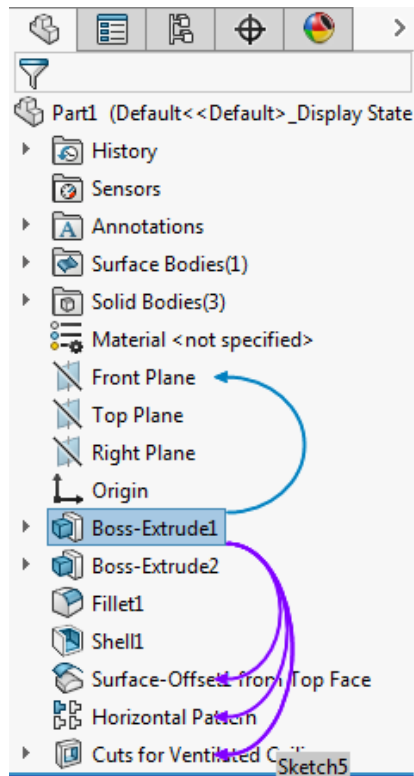 Part1 (Default<<Default>_Display State
History
Sensors
Annotations
Surface Bodies(1)
Solid Bodies(3)
Material <not specified>
Front Plane
Top Plane
Right Plane
Origin
Boss-Extrude1
Boss-Extrude2
Fillet1
Shell1
Surface-Offset1 from Top Face
Horizontal Pattern
Cuts for Ventilated
Sketch5